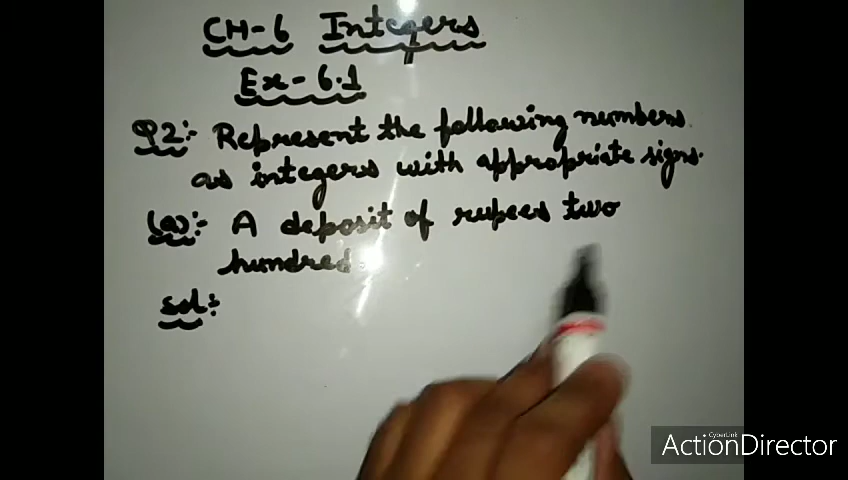 CH-6 Integers
Ex-6.1
Q2:- Represent the following numbers
as integers with appropriate signs.
(a):- A deposit of rupees two
hundred.
Sol:-
CyberLink
ActionDirector